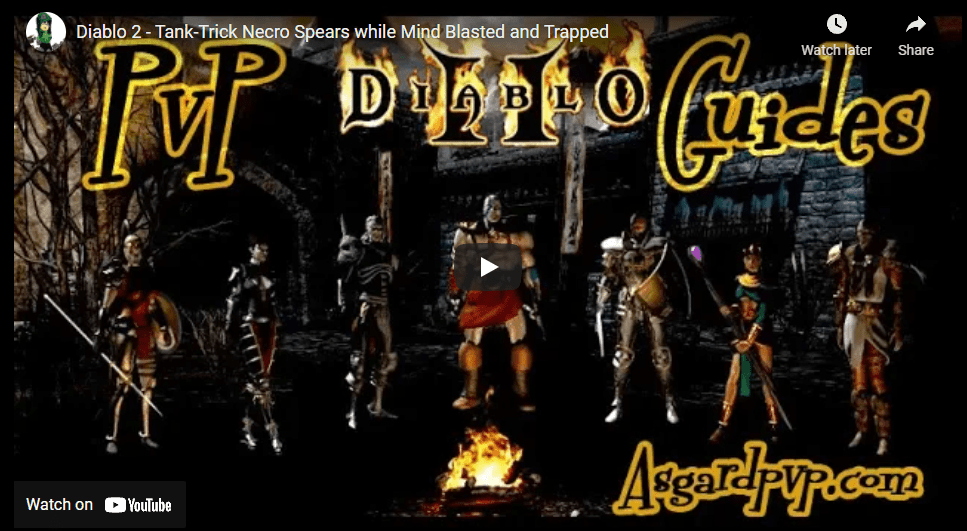 Diablo 2 - Tank-Trick Necro Spears while Mind Blasted and Trapped
Watch later
Share
PvP DIABLO II Guides
Asgardpvp.com
Watch on YouTube